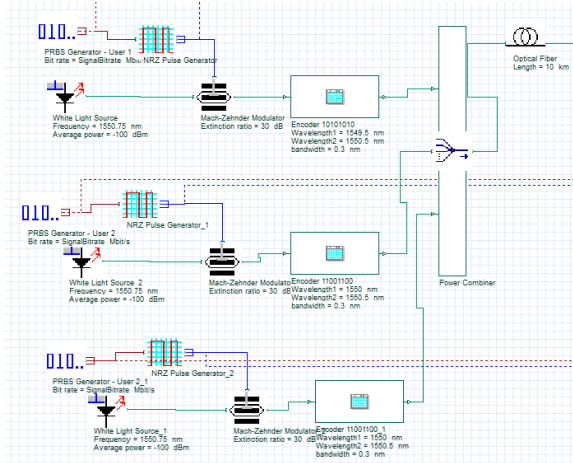 010..
PRBS Generator - User 1
Bit rate = SignalBitrate Mbit
NRZ Pulse Generator
White Light Source
Frequency = 1550.75 nm
Average power = -100 dBm
Mach-Zehnder Modulator
Extinction ratio = 30 dB
Encoder 10101010
Wavelength1 = 1549.5 nm
Wavelength2 = 1550.5 nm
bandwidth = 0.3 nm
Optical Fiber
Length = 10 km
010..
PRBS Generator - User 2
Bit rate = SignalBitrate Mbit/s
NRZ Pulse Generator_1
White Light Source_2
Frequency = 1550.75 nm
Average power = -100 dBm
Mach-Zehnder Modulato
Extinction ratio = 30 dB
Encoder 11001100
Wavelength1 = 1550 nm
Wavelength2 = 1550.5 nm
bandwidth = 0.3 nm
Power Combiner
010..
PRBS Generator - User 2_1
Bit rate = SignalBitrate Mbit/s
NRZ Pulse Generator_2
White Light Source_1
Frequency = 1550.75 nm
Average power = -100 dBm
Mach-Zehnder Modulator
Extinction ratio = 30 dB
Encoder 11001100_1
Wavelength1 = 1550 nm
Wavelength2 = 1550.5 nm
bandwidth = 0.3 nm